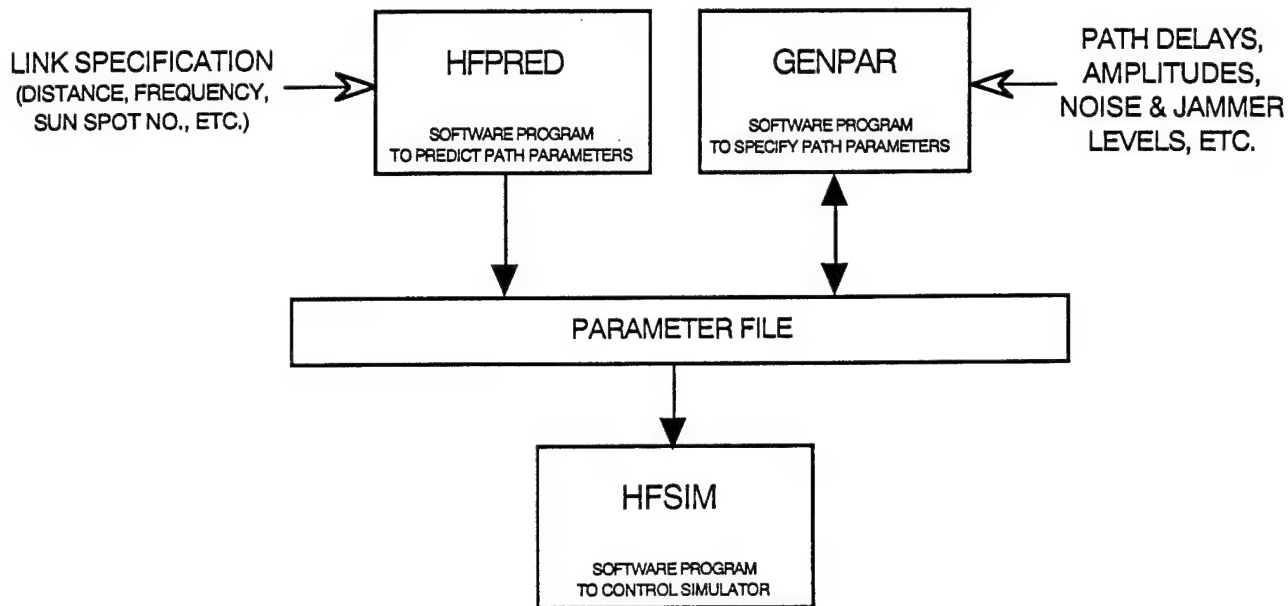 LINK SPECIFICATION
(DISTANCE, FREQUENCY,
SUN SPOT NO., ETC.)
HFPRED
SOFTWARE PROGRAM
TO PREDICT PATH PARAMETERS
GENPAR
SOFTWARE PROGRAM
TO SPECIFY PATH PARAMETERS
PATH DELAYS,
AMPLITUDES,
NOISE & JAMMER
LEVELS, ETC.
PARAMETER FILE
HFSIM
SOFTWARE PROGRAM
TO CONTROL SIMULATOR